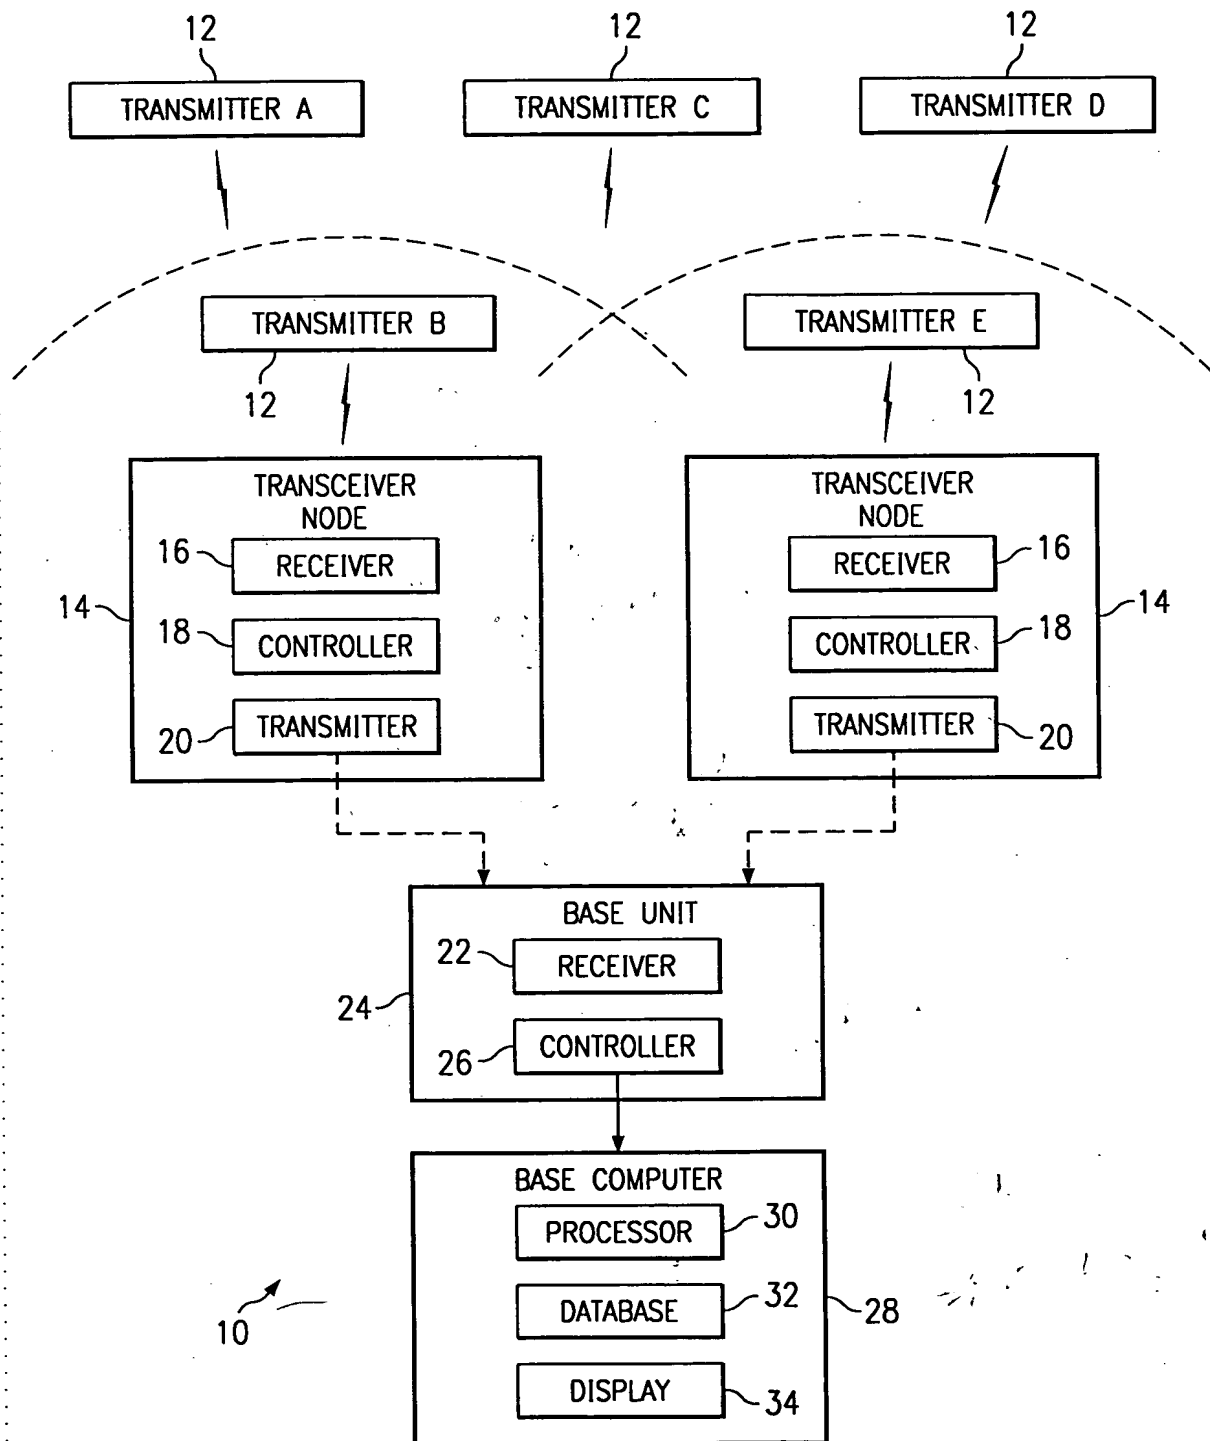 12
12
12
TRANSMITTER A
TRANSMITTER C
TRANSMITTER D
TRANSMITTER B
TRANSMITTER E
12
12
TRANSCEIVER
NODE
16
RECEIVER
14
18
CONTROLLER
20
TRANSMITTER
TRANSCEIVER
NODE
RECEIVER
16
14
CONTROLLER
18
TRANSMITTER
20
BASE UNIT
22
RECEIVER
24
26
CONTROLLER
BASE COMPUTER
PROCESSOR
30
DATABASE
32
28
10
DISPLAY
34